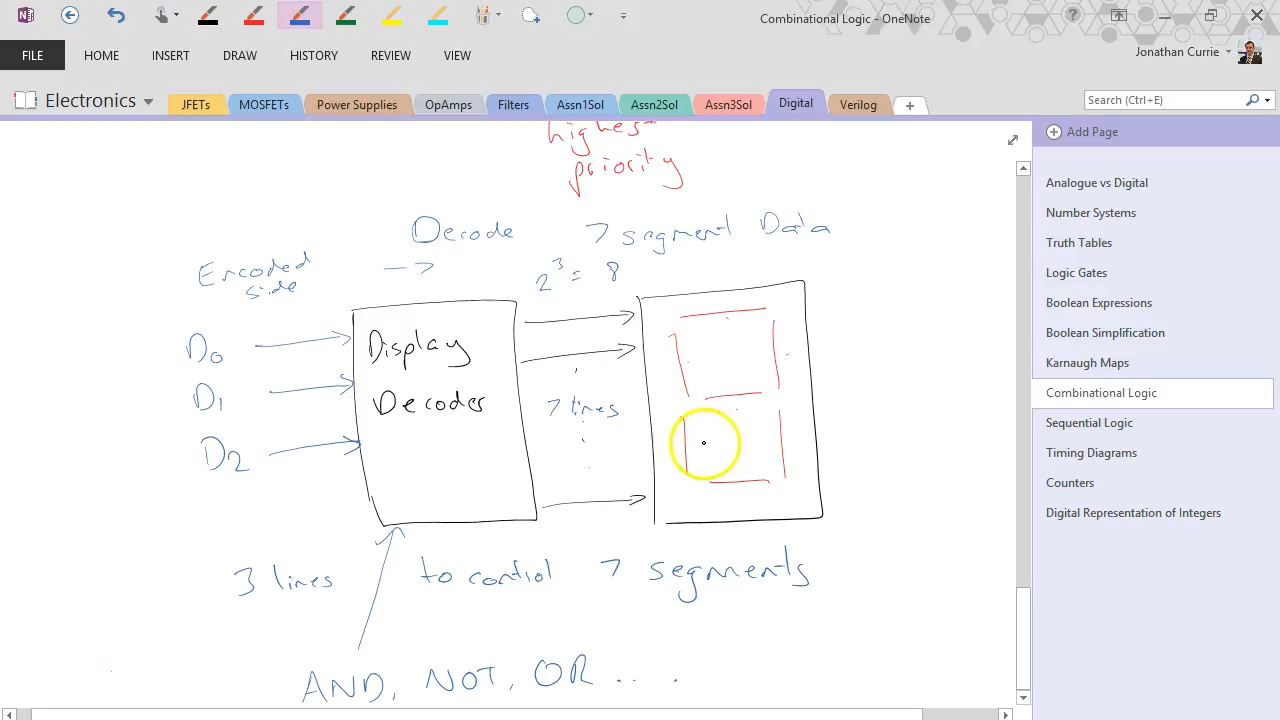 Combinational Logic - OneNote
FILE HOME INSERT DRAW HISTORY REVIEW VIEW
Jonathan Currie
Electronics
JFETs MOSFETs Power Supplies OpAmps Filters Assn1Sol Assn2Sol Assn3Sol Digital Verilog
Search (Ctrl+E)
Add Page
Analogue vs Digital
Number Systems
Truth Tables
Logic Gates
Boolean Expressions
Boolean Simplification
Karnaugh Maps
Combinational Logic
Sequential Logic
Timing Diagrams
Counters
Digital Representation of Integers
highest
priority
Decode 7 segment Data
Encoded
side
2³ = 8
D0
D1
D2
Display
Decoder
7 lines
3 lines to control 7 segments
AND, NOT, OR .. . .